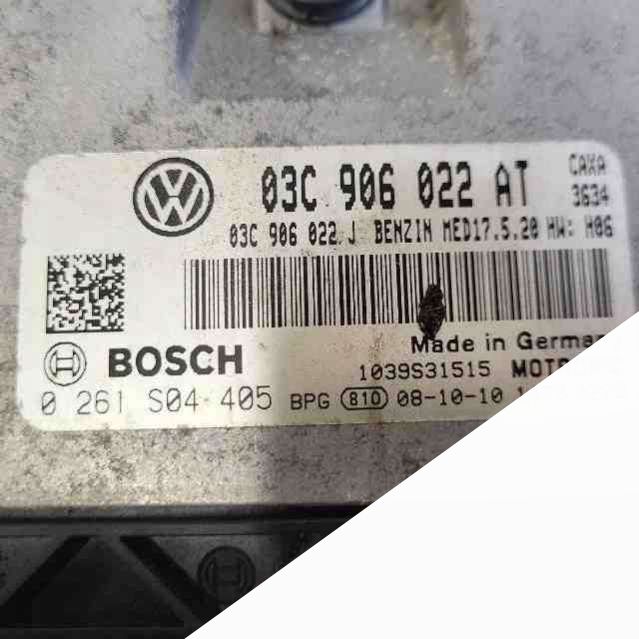 03C 906 022 AT CAXA
3634
03C 906 022 J BENZIN MED17.5.20 HW: H06
Made in German
BOSCH
1039S31515
0 261 S04 405 BPG 810 08-10-10